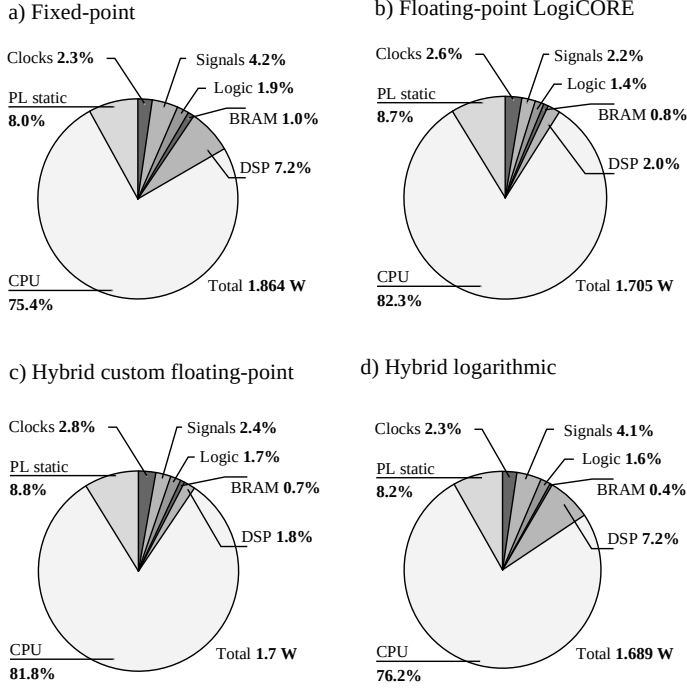 a) Fixed-point
Clocks 2.3%
Signals 4.2%
Logic 1.9%
PL static
8.0%
BRAM 1.0%
DSP 7.2%
CPU
75.4%
Total 1.864 W
b) Floating-point LogiCORE
Clocks 2.6%
Signals 2.2%
Logic 1.4%
PL static
8.7%
BRAM 0.8%
DSP 2.0%
CPU
82.3%
Total 1.705 W
c) Hybrid custom floating-point
Clocks 2.8%
Signals 2.4%
Logic 1.7%
PL static
8.8%
BRAM 0.7%
DSP 1.8%
CPU
81.8%
Total 1.7 W
d) Hybrid logarithmic
Clocks 2.3%
Signals 4.1%
Logic 1.6%
PL static
8.2%
BRAM 0.4%
DSP 7.2%
CPU
76.2%
Total 1.689 W